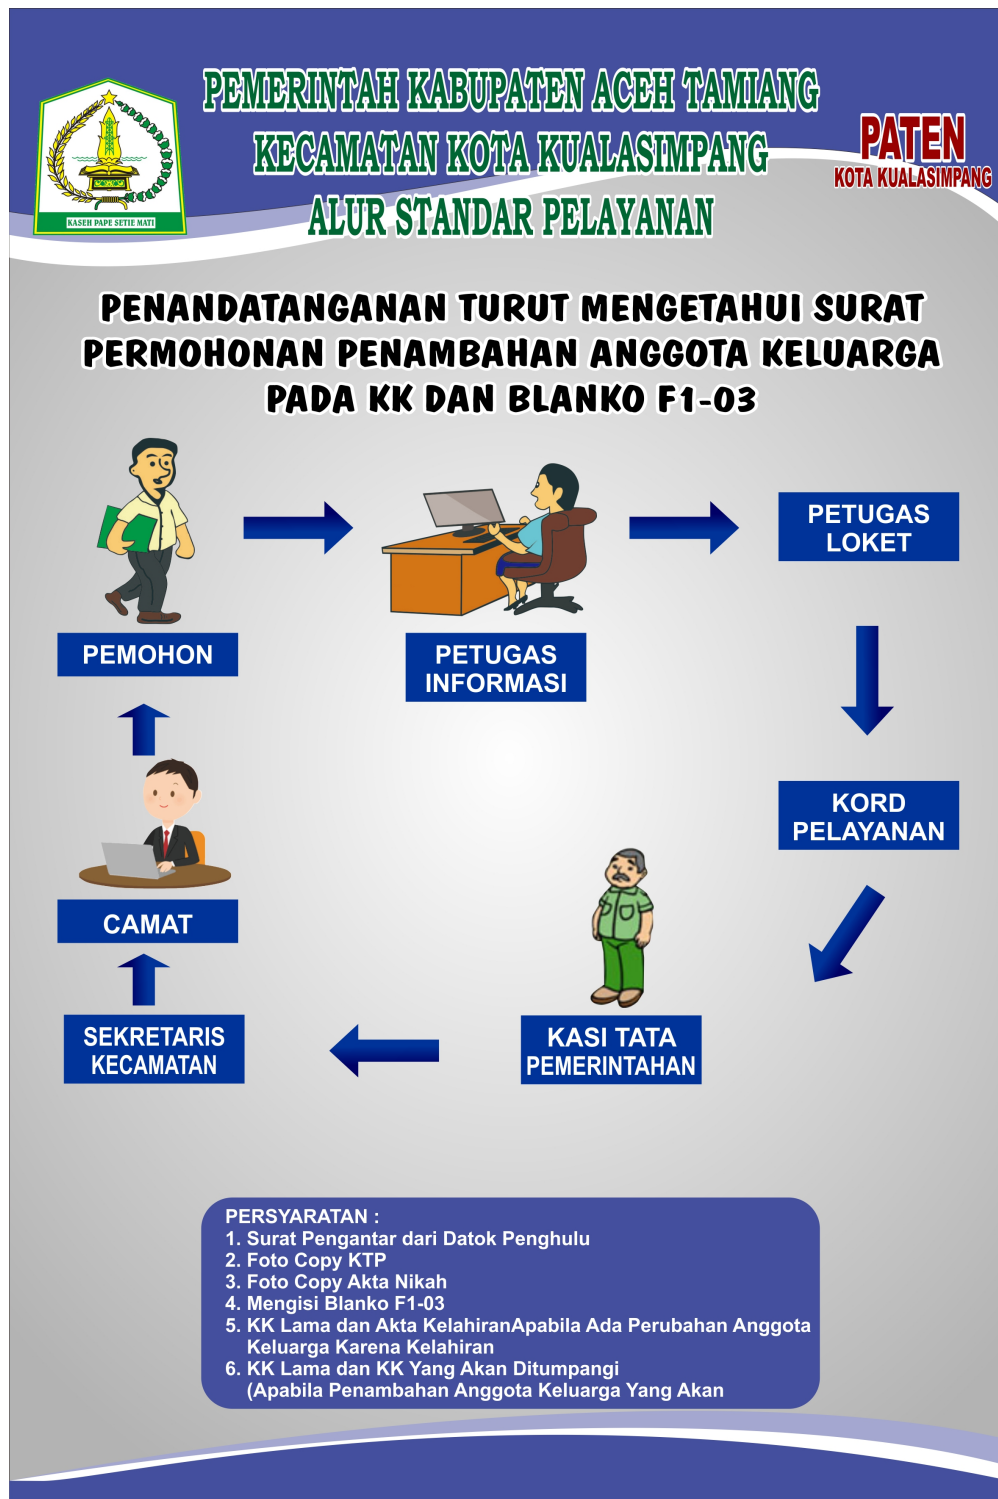 PEMERINTAH KABUPATEN ACEH TAMIANG
KECAMATAN KOTA KUALASIMPANG
ALUR STANDAR PELAYANAN
KASEH PAPE SETIE MATI
PATEN
KOTA KUALASIMPANG
PENANDATANGANAN TURUT MENGETAHUI SURAT
PERMOHONAN PENAMBAHAN ANGGOTA KELUARGA
PADA KK DAN BLANKO F1-03
PEMOHON
PETUGAS
INFORMASI
PETUGAS
LOKET
KORD
PELAYANAN
KASI TATA
PEMERINTAHAN
SEKRETARIS
KECAMATAN
CAMAT
PERSYARATAN :
1. Surat Pengantar dari Datok Penghulu
2. Foto Copy KTP
3. Foto Copy Akta Nikah
4. Mengisi Blanko F1-03
5. KK Lama dan Akta KelahiranApabila Ada Perubahan Anggota
Keluarga Karena Kelahiran
6. KK Lama dan KK Yang Akan Ditumpangi
(Apabila Penambahan Anggota Keluarga Yang Akan